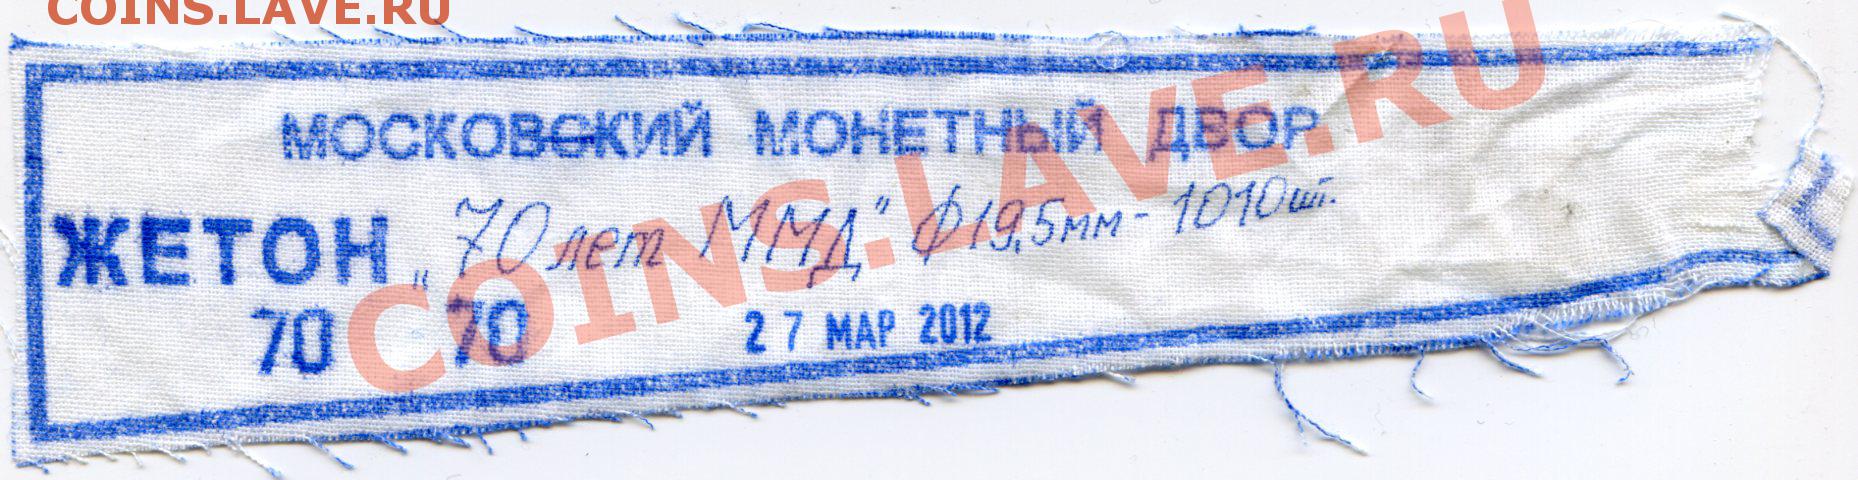 COINS.LAVE.RU
МОСКОВСКИЙ МОНЕТНЫЙ ДВОР
ЖЕТОН „70 лет ММД" Ф19,5мм - 1010шт.
70 70 27 МАР 2012
COINS.LAVE.RU